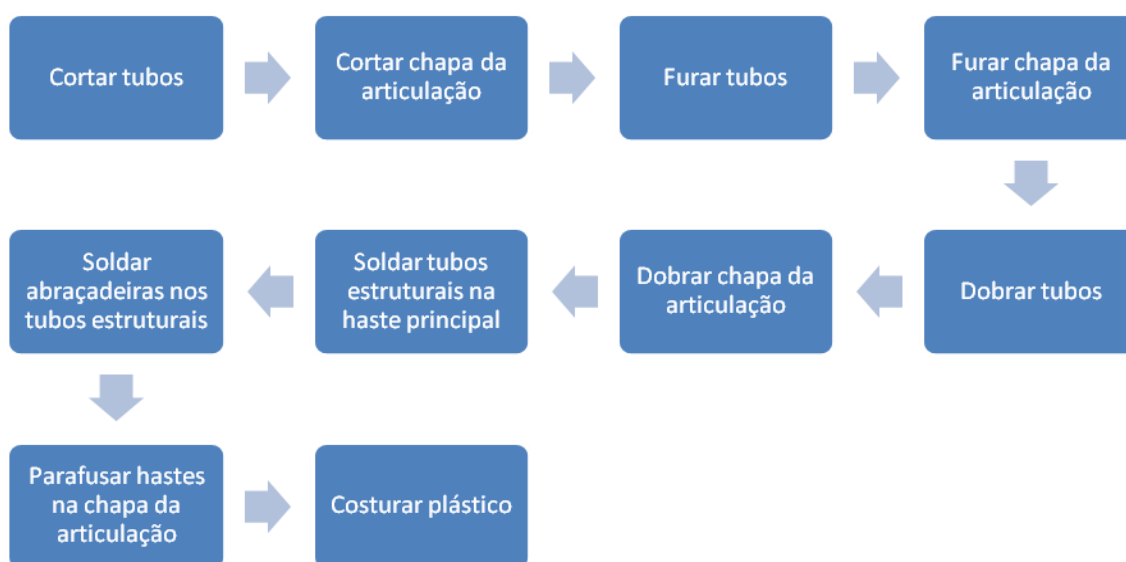 Cortar tubos
Cortar chapa da
articulação
Furar tubos
Furar chapa da
articulação
Dobrar tubos
Dobrar chapa da
articulação
Soldar tubos
estruturais na
haste principal
Soldar
abraçadeiras nos
tubos estruturais
Parafusar hastes
na chapa da
articulação
Costurar plástico